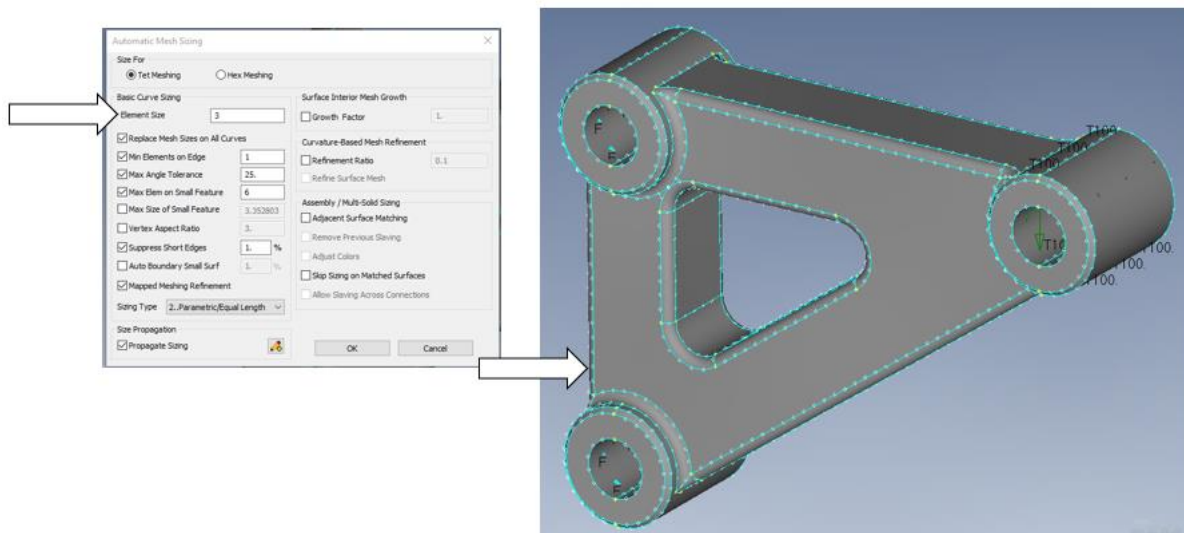 Automatic Mesh Sizing
Size For
Tet Meshing
Hex Meshing
Basic Curve Sizing
Element Size 3
Replace Mesh Sizes on All Curves
Min Elements on Edge 1
Max Angle Tolerance 25.
Max Elem on Small Feature 6
Max Size of Small Feature 3.352803
Vertex Aspect Ratio 3.
Suppress Short Edges 1. %
Auto Boundary Small Surf 1. %
Mapped Meshing Refinement
Sizing Type 2..Parametric/Equal Length
Size Propagation
Propagate Sizing
Surface Interior Mesh Growth
Growth Factor 1.
Curvature-Based Mesh Refinement
Refinement Ratio 0.1
Refine Surface Mesh
Assembly / Multi-Solid Sizing
Adjacent Surface Matching
Remove Previous Slaving
Adjust Colors
Skip Sizing on Matched Surfaces
Allow Slaving Across Connections
OK
Cancel
F
F
T100.
T100.
T100.
T100.
T100.
F
F